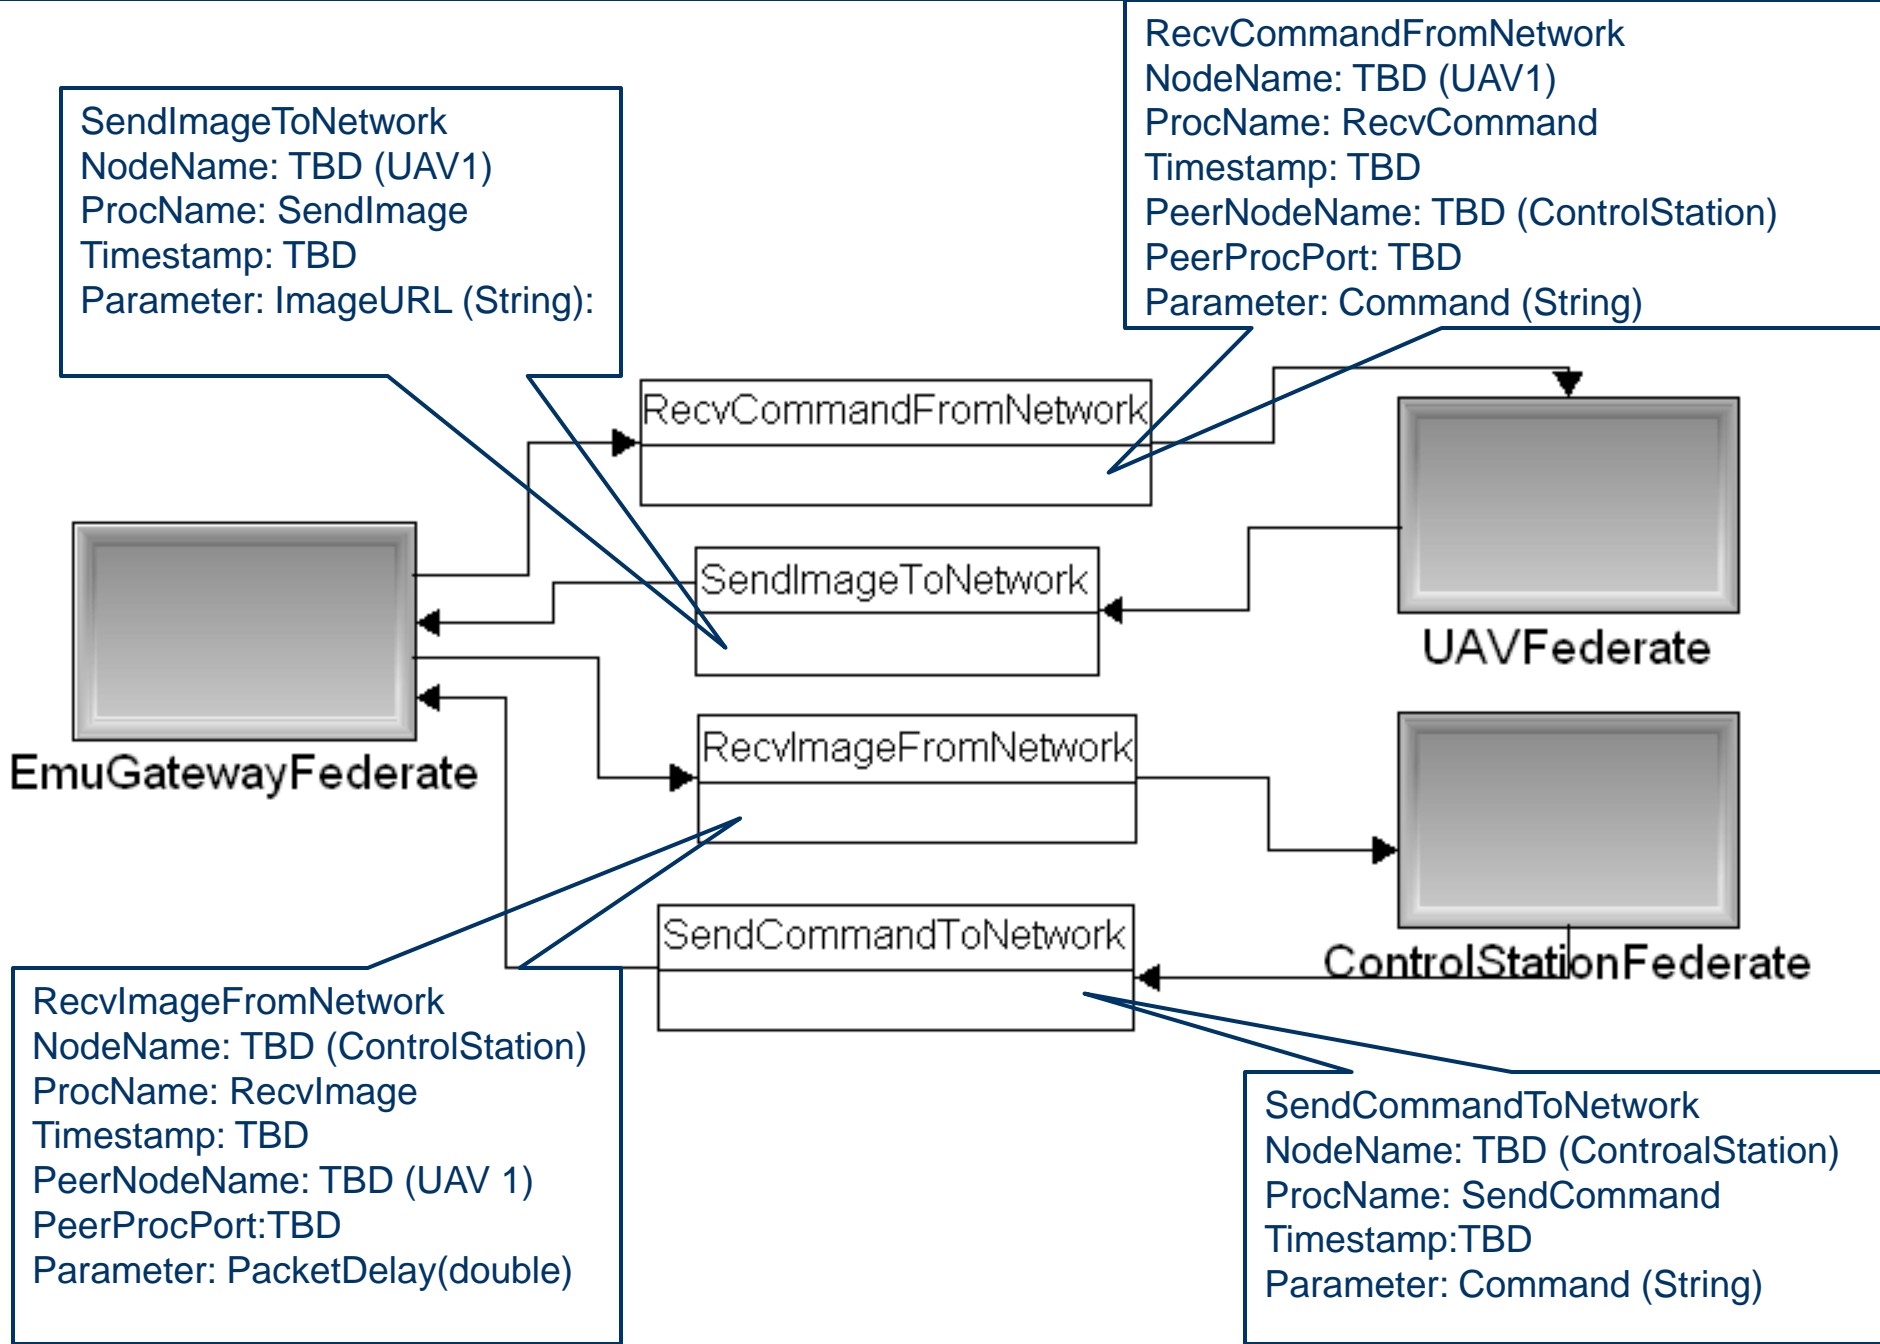 RecvCommandFromNetwork
NodeName: TBD (UAV1)
ProcName: RecvCommand
Timestamp: TBD
PeerNodeName: TBD (ControlStation)
PeerProcPort: TBD
Parameter: Command (String)
SendImageToNetwork
NodeName: TBD (UAV1)
ProcName: SendImage
Timestamp: TBD
Parameter: ImageURL (String):
RecvCommandFromNetwork
SendImageToNetwork
UAVFederate
RecvImageFromNetwork
EmuGatewayFederate
SendCommandToNetwork
ControlStationFederate
RecvImageFromNetwork
NodeName: TBD (ControlStation)
ProcName: RecvImage
Timestamp: TBD
PeerNodeName: TBD (UAV 1)
PeerProcPort:TBD
Parameter: PacketDelay(double)
SendCommandToNetwork
NodeName: TBD (ControalStation)
ProcName: SendCommand
Timestamp:TBD
Parameter: Command (String)